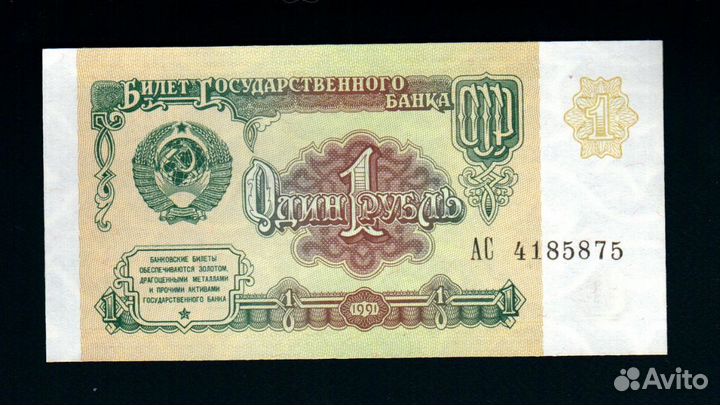 БИЛЕТ ГОСУДАРСТВЕННОГО
БАНКА
СССР
1
ОДИН 1 РУБЛЬ
АС 4185875
БАНКОВСКИЕ БИЛЕТЫ
ОБЕСПЕЧИВАЮТСЯ ЗОЛОТОМ,
ДРАГОЦЕННЫМИ МЕТАЛЛАМИ
И ПРОЧИМИ АКТИВАМИ
ГОСУДАРСТВЕННОГО БАНКА
1 1 1991 1 1
Avito